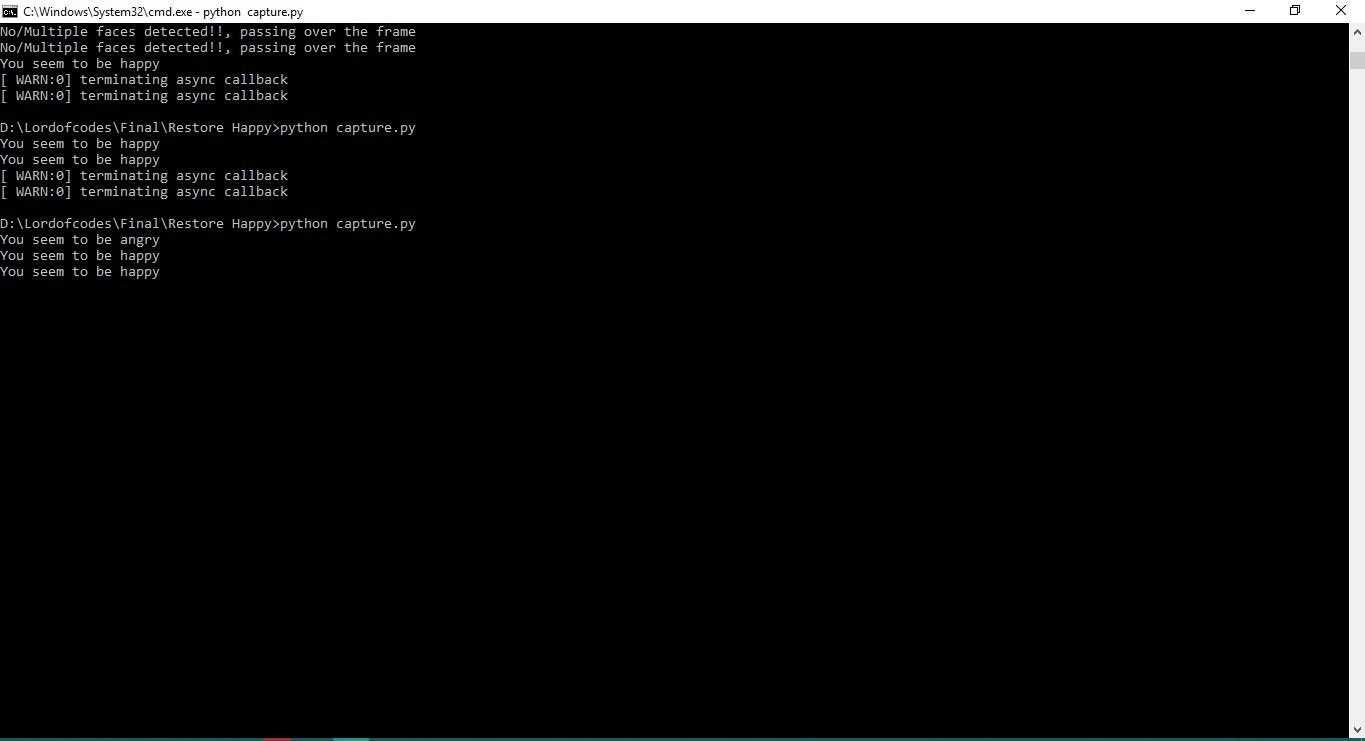 C:\Windows\System32\cmd.exe - python  capture.py
No/Multiple faces detected!!, passing over the frame
No/Multiple faces detected!!, passing over the frame
You seem to be happy
[ WARN:0] terminating async callback
[ WARN:0] terminating async callback
D:\Lordofcodes\Final\Restore Happy>python capture.py
You seem to be happy
You seem to be happy
[ WARN:0] terminating async callback
[ WARN:0] terminating async callback
D:\Lordofcodes\Final\Restore Happy>python capture.py
You seem to be angry
You seem to be happy
You seem to be happy